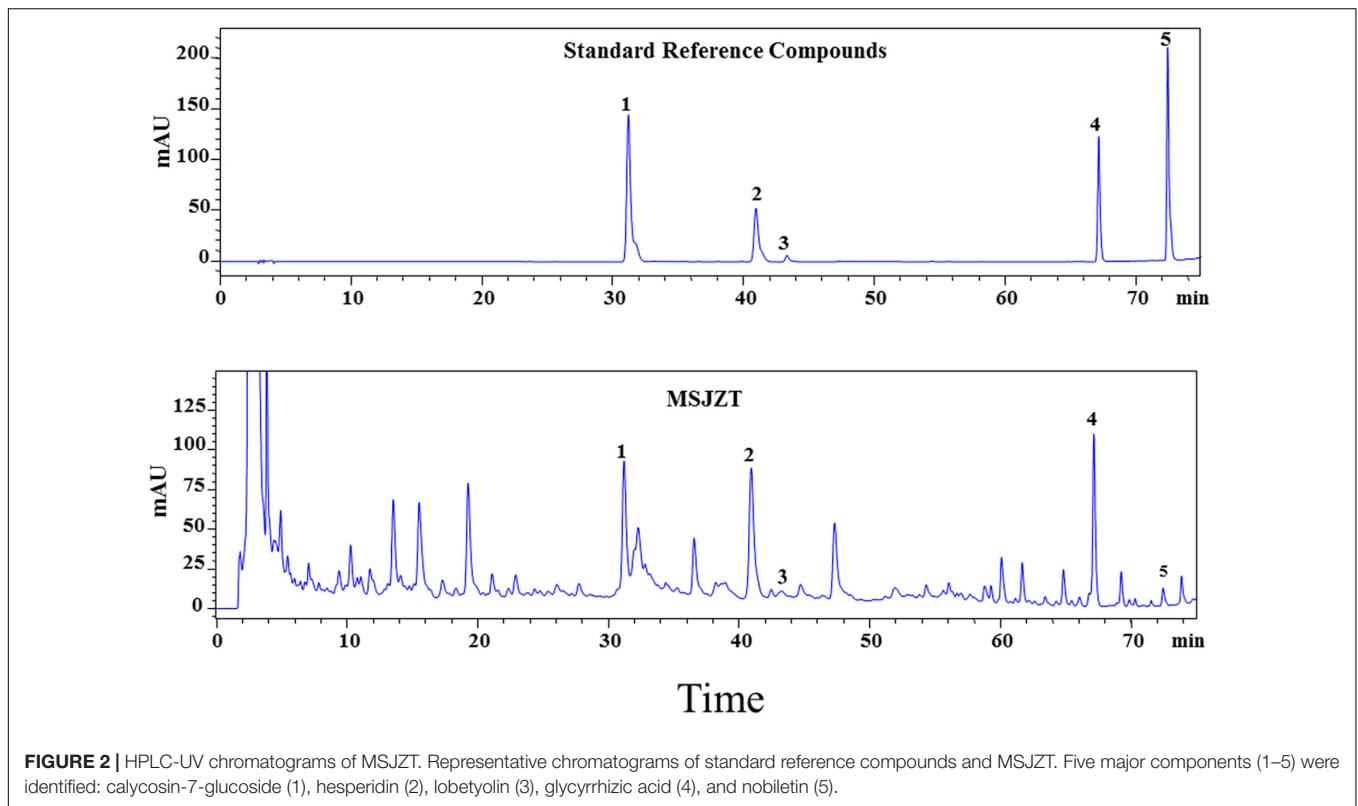 Standard Reference Compounds
mAU
200
150
100
50
0
1
2
3
4
5
0 10 20 30 40 50 60 70 min
MSJZT
mAU
125
100
75
50
25
0
1
2
3
4
5
0 10 20 30 40 50 60 70 min
Time
FIGURE 2 | HPLC-UV chromatograms of MSJZT. Representative chromatograms of standard reference compounds and MSJZT. Five major components (1–5) were
identified: calycosin-7-glucoside (1), hesperidin (2), lobetyolin (3), glycyrrhizic acid (4), and nobiletin (5).